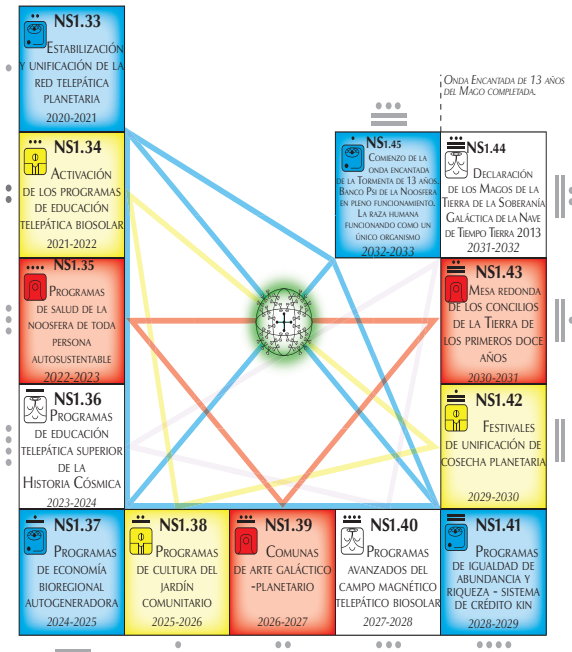 NS1.33
Estabilización
y unificación de la
red telepática
planetaria
2020-2021
NS1.34
Activación
de los programas
de educación
telepática biosolar
2021-2022
NS1.35
Programas
de salud de la
noosfera de toda
persona
autosustentable
2022-2023
NS1.36
Programas
de educación
telepática superior
de la
Historia Cósmica
2023-2024
NS1.37
Programas
de economía
bioregional
autogeneradora
2024-2025
NS1.38
Programas
de cultura del
jardín
comunitario
2025-2026
NS1.39
Comunas
de arte galáctico
-planetario
2026-2027
NS1.40
Programas
avanzados del
campo magnético
telepático biosolar
2027-2028
NS1.41
Programas
de igualdad de
abundancia y
riqueza - sistema
de crédito kin
2028-2029
NS1.42
Festivales
de unificación de
cosecha planetaria
2029-2030
NS1.43
Mesa redonda
de los concilios
de la Tierra de
los primeros doce
años
2030-2031
NS1.44
Declaración
de los Magos de la
Tierra de la Soberanía
Galáctica de la Nave
de Tiempo Tierra 2013
2031-2032
NS1.45
Comienzo de la
onda encantada
de la Tormenta de 13 años.
Banco Psi de la Noosfera
en pleno funcionamiento.
La raza humana
funcionando como un
único organismo
2032-2033
Onda Encantada de 13 años
del Mago completada.